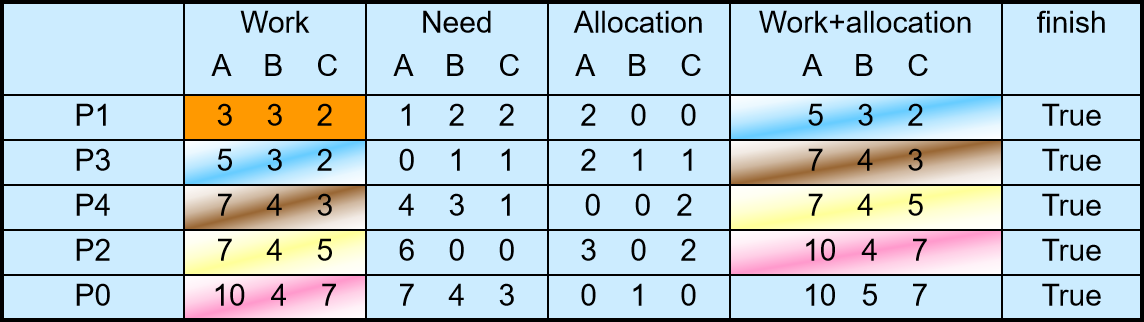 Work Need Allocation Work+allocation finish
A B C A B C A B C A B C
P1 3 3 2 1 2 2 2 0 0 5 3 2 True
P3 5 3 2 0 1 1 2 1 1 7 4 3 True
P4 7 4 3 4 3 1 0 0 2 7 4 5 True
P2 7 4 5 6 0 0 3 0 2 10 4 7 True
P0 10 4 7 7 4 3 0 1 0 10 5 7 True